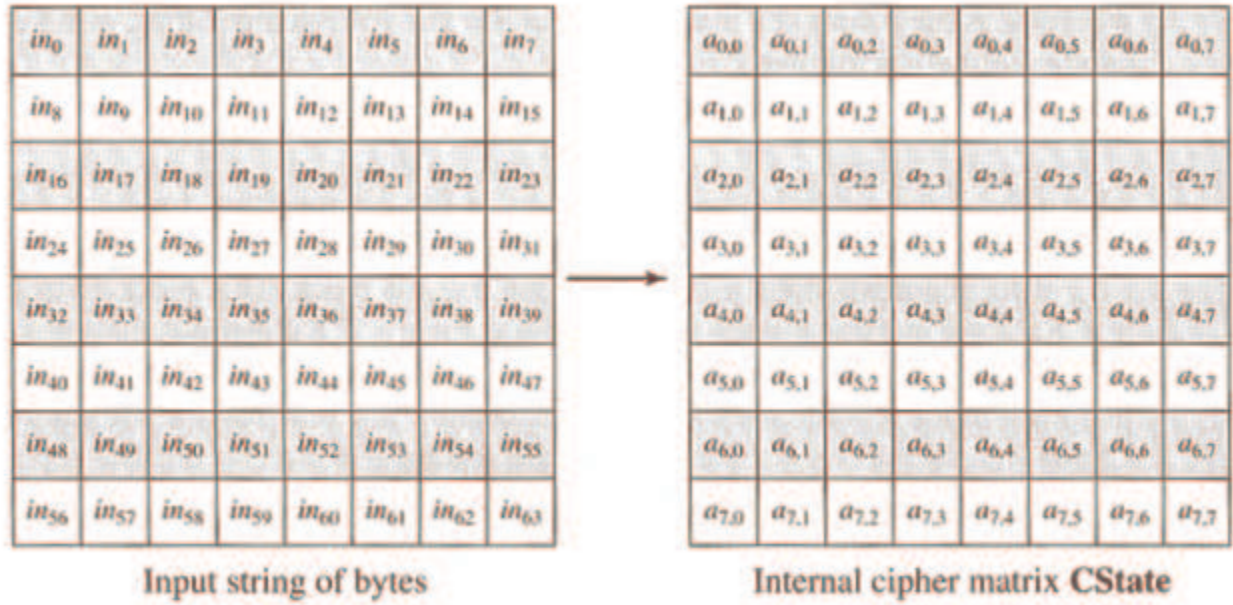 in0 in1 in2 in3 in4 in5 in6 in7 a0,0 a0,1 a0,2 a0,3 a0,4 a0,5 a0,6 a0,7
in8 in9 in10 in11 in12 in13 in14 in15 a1,0 a1,1 a1,2 a1,3 a1,4 a1,5 a1,6 a1,7
in16 in17 in18 in19 in20 in21 in22 in23 a2,0 a2,1 a2,2 a2,3 a2,4 a2,5 a2,6 a2,7
in24 in25 in26 in27 in28 in29 in30 in31 a3,0 a3,1 a3,2 a3,3 a3,4 a3,5 a3,6 a3,7
in32 in33 in34 in35 in36 in37 in38 in39 a4,0 a4,1 a4,2 a4,3 a4,4 a4,5 a4,6 a4,7
in40 in41 in42 in43 in44 in45 in46 in47 a5,0 a5,1 a5,2 a5,3 a5,4 a5,5 a5,6 a5,7
in48 in49 in50 in51 in52 in53 in54 in55 a6,0 a6,1 a6,2 a6,3 a6,4 a6,5 a6,6 a6,7
in56 in57 in58 in59 in60 in61 in62 in63 a7,0 a7,1 a7,2 a7,3 a7,4 a7,5 a7,6 a7,7
Input string of bytes Internal cipher matrix CState